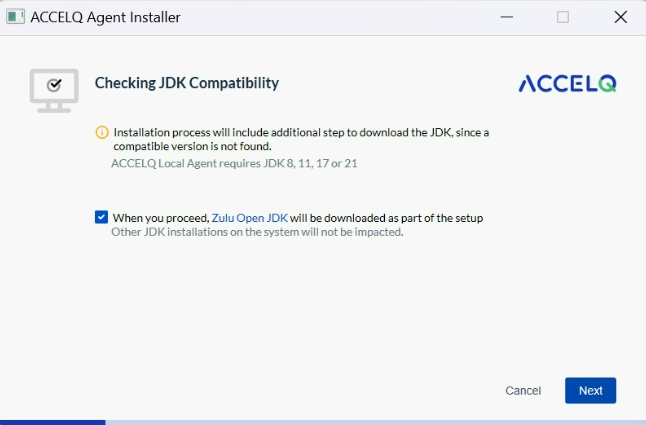 ACCELQ Agent Installer
Checking JDK Compatibility
ACCELQ
Installation process will include additional step to download the JDK, since a
compatible version is not found.
ACCELQ Local Agent requires JDK 8, 11, 17 or 21
When you proceed, Zulu Open JDK will be downloaded as part of the setup
Other JDK installations on the system will not be impacted.
Cancel
Next